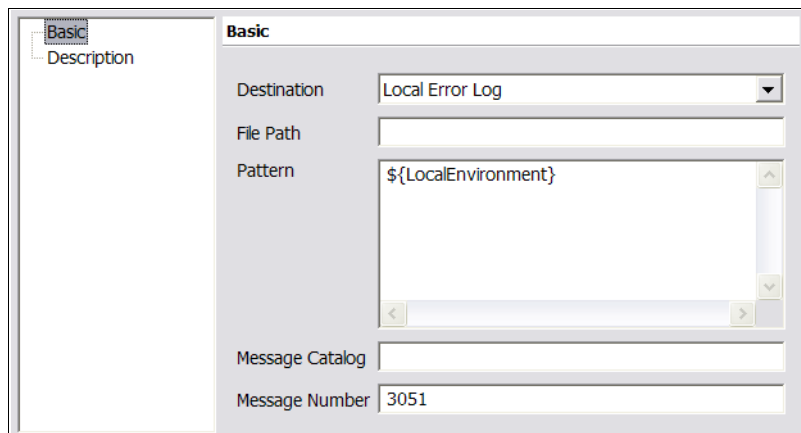 Basic
Description
Basic
Destination Local Error Log
File Path
Pattern ${LocalEnvironment}
Message Catalog
Message Number 3051